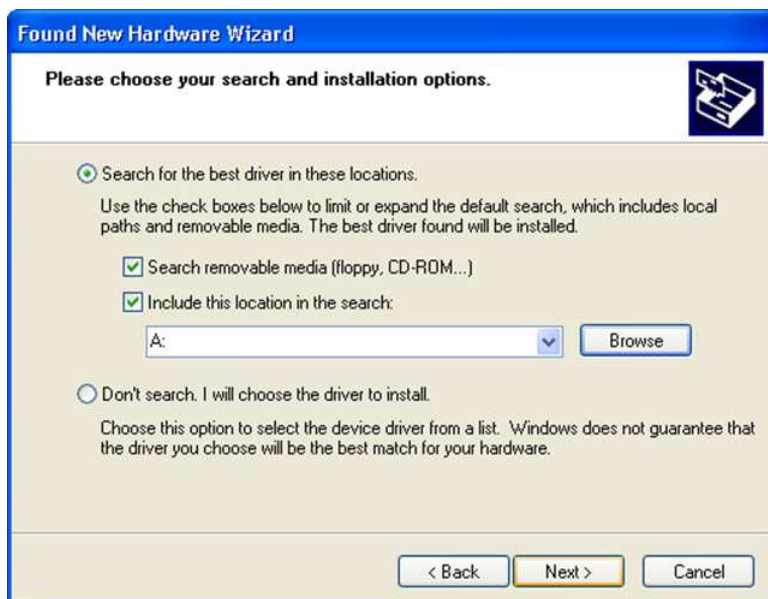 Found New Hardware Wizard
Please choose your search and installation options.
Search for the best driver in these locations.
Use the check boxes below to limit or expand the default search, which includes local
paths and removable media. The best driver found will be installed.
Search removable media (floppy, CD-ROM...)
Include this location in the search:
A:
Browse
Don't search. I will choose the driver to install.
Choose this option to select the device driver from a list. Windows does not guarantee that
the driver you choose will be the best match for your hardware.
< Back
Next >
Cancel